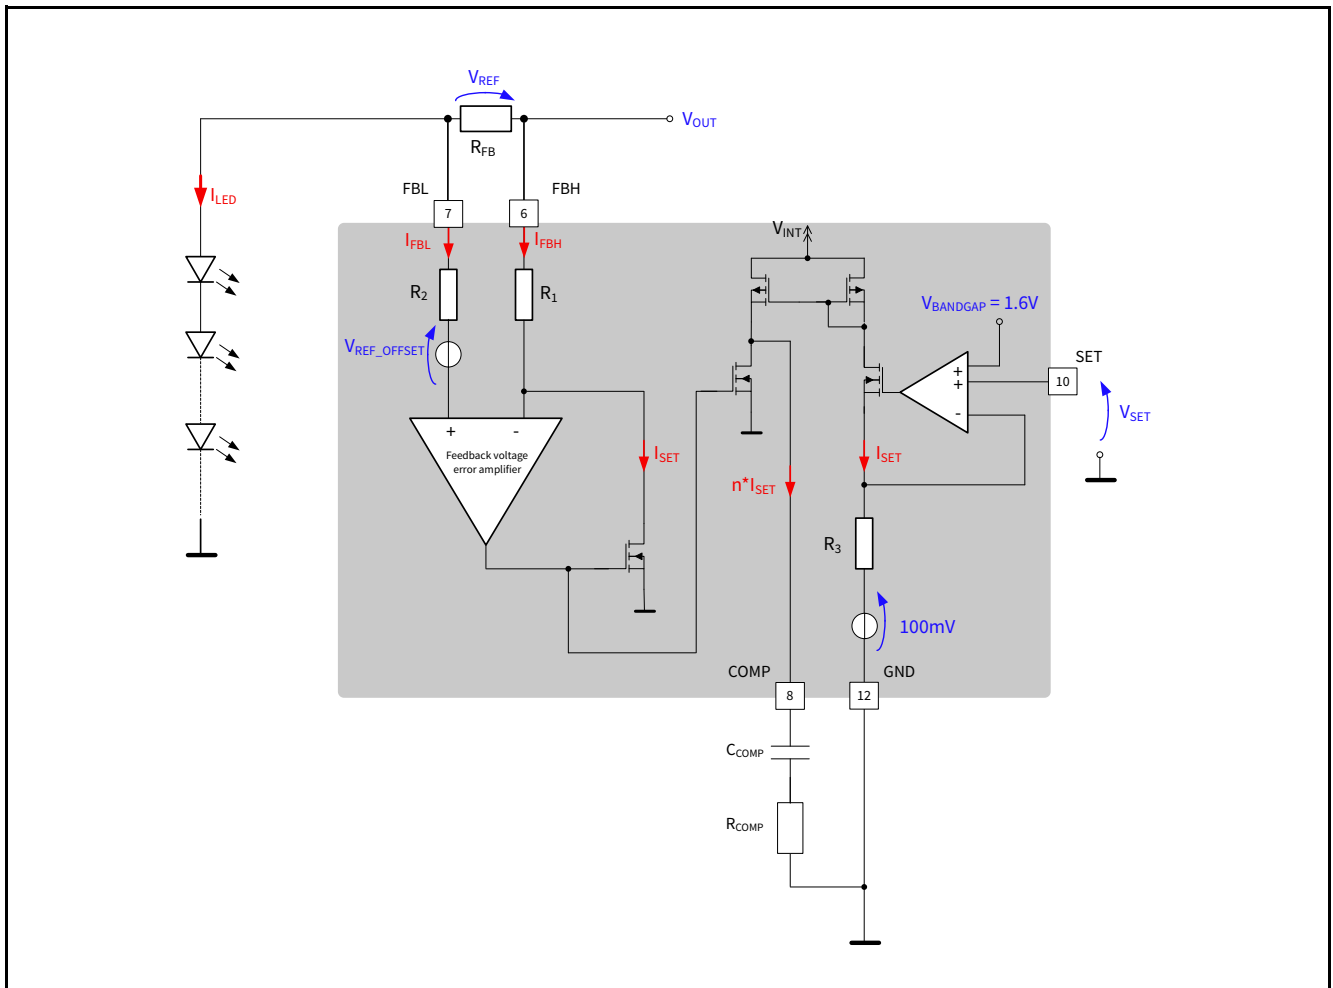 VREF
VOUT
RFB
FBL
FBH
ILED
7
6
IFBL
IFBH
VINT
R2
R1
VBANDGAP = 1.6V
VREF_OFFSET
SET
+
+
-
10
VSET
+
-
Feedback voltage
error amplifier
ISET
ISET
n*ISET
R3
100mV
COMP
GND
8
12
CCOMP
RCOMP